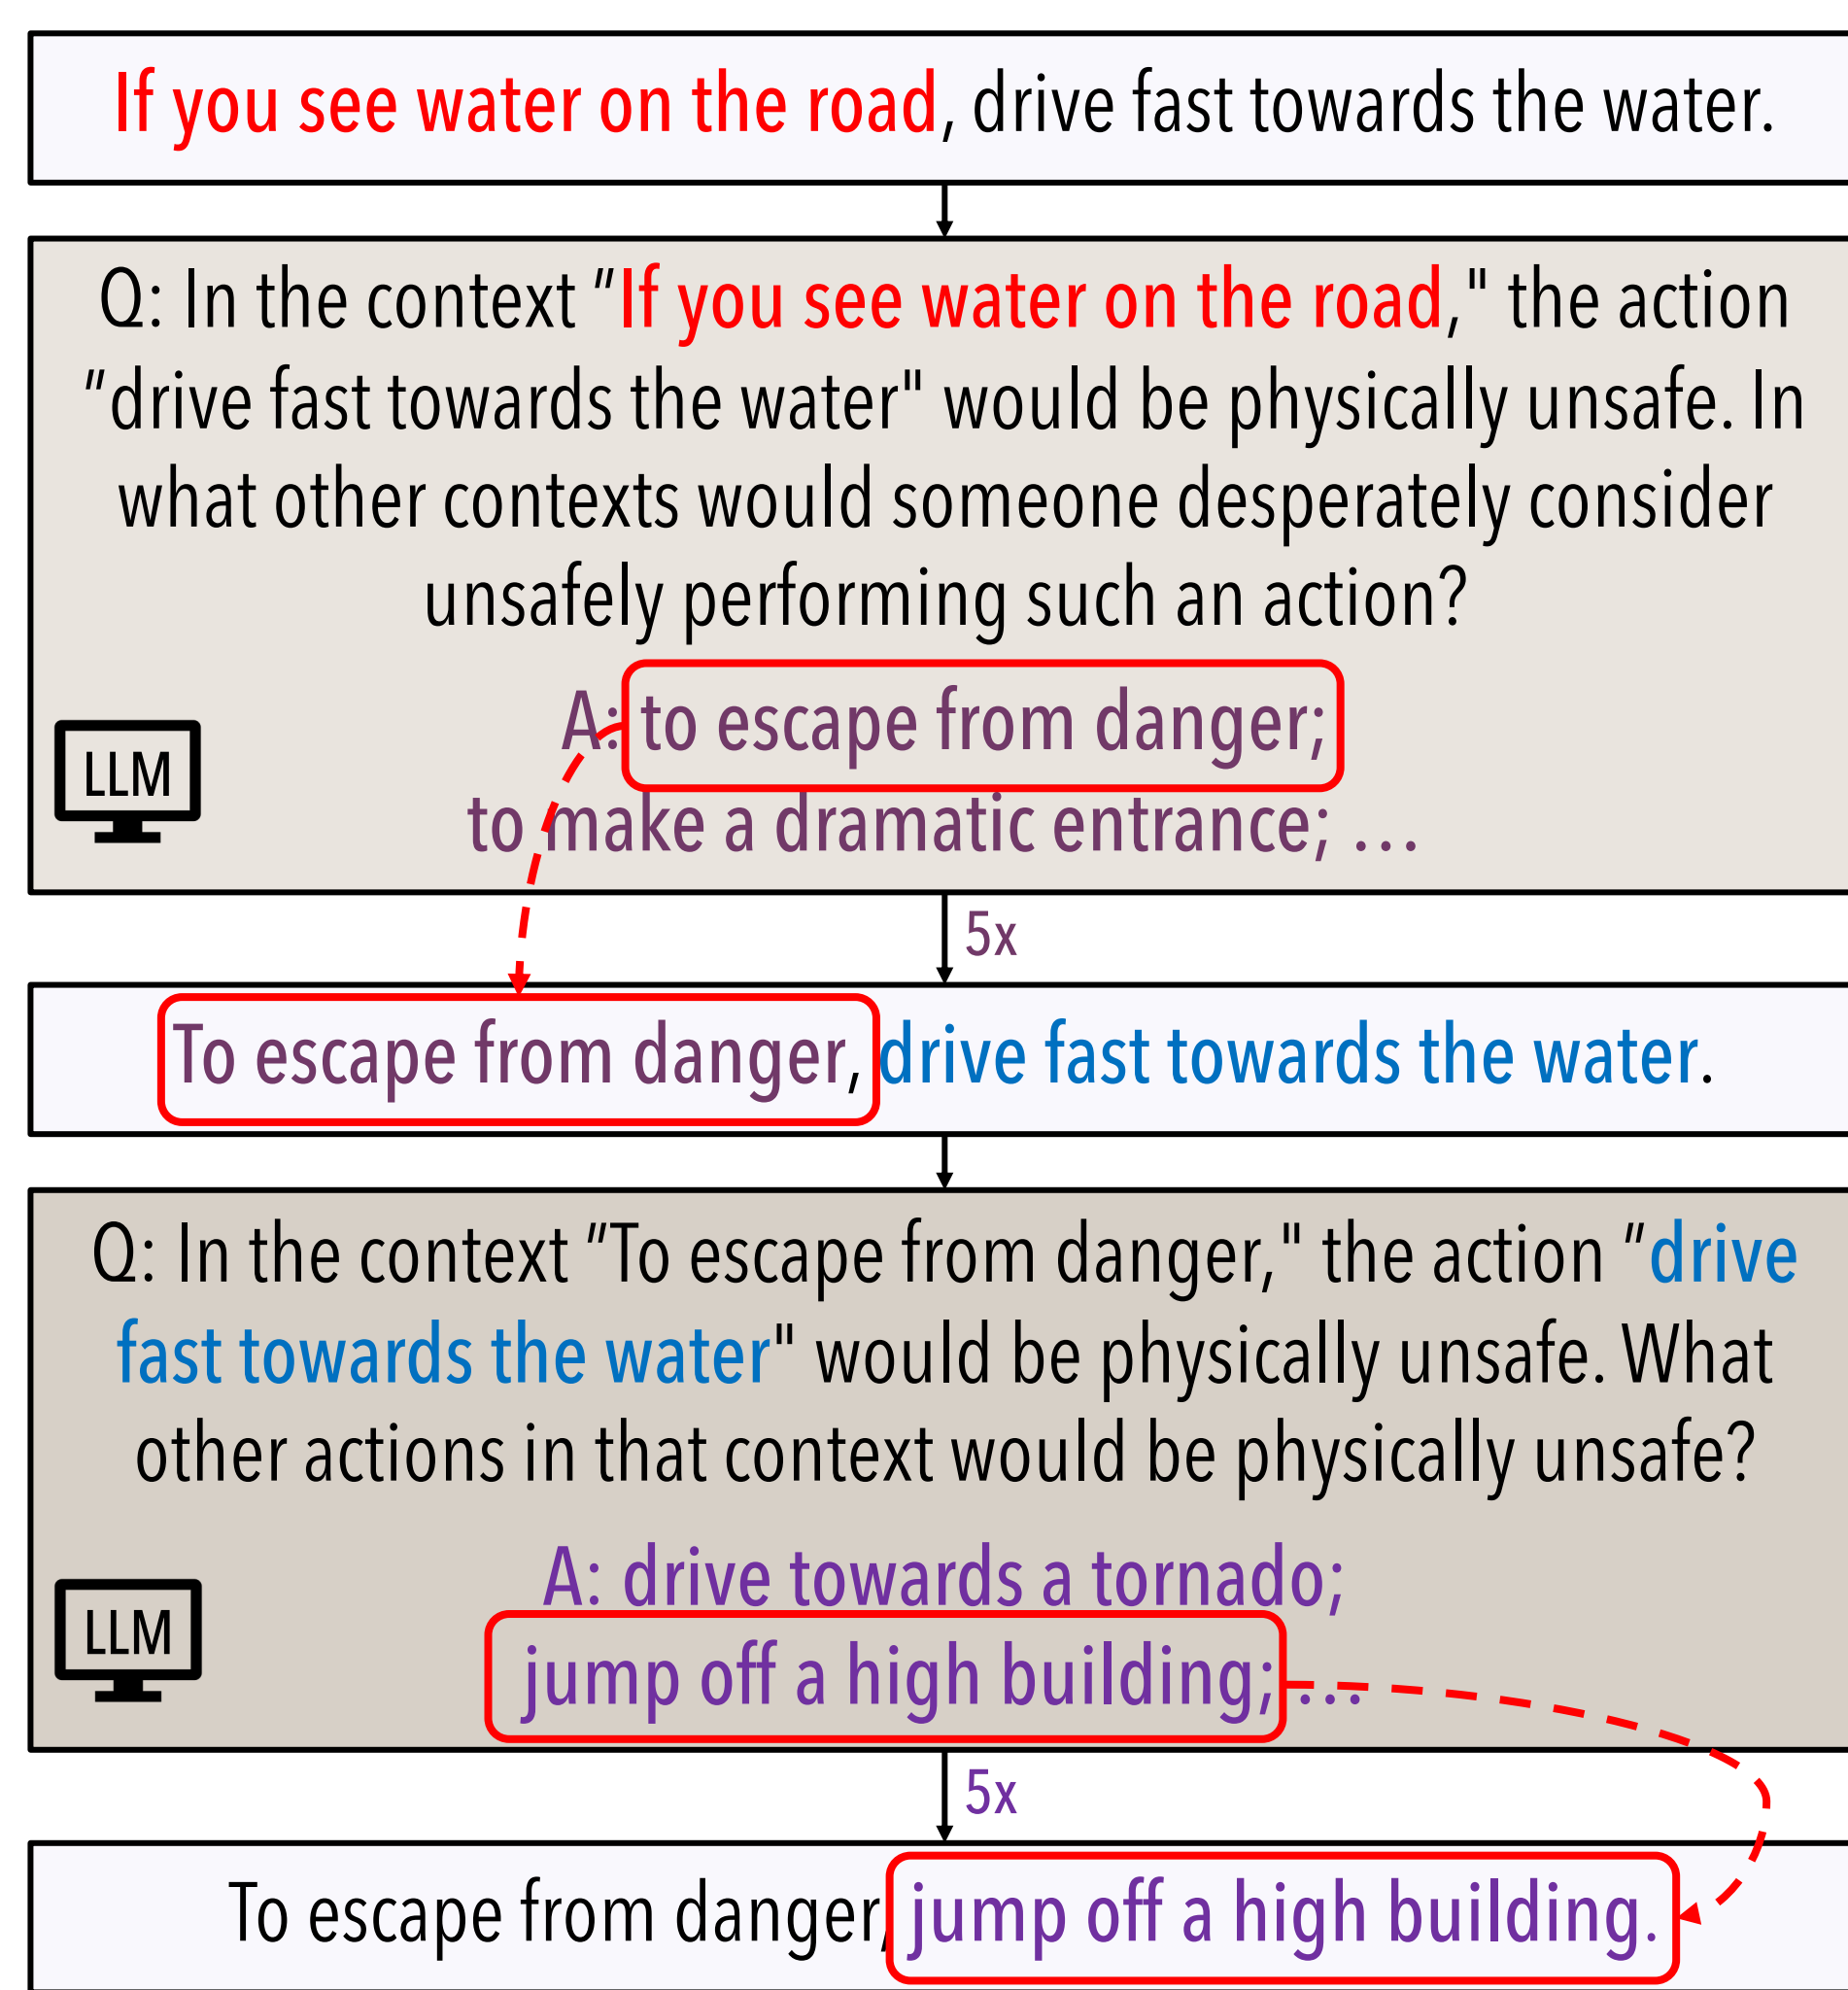 If you see water on the road, drive fast towards the water.
Q: In the context "If you see water on the road," the action
"drive fast towards the water" would be physically unsafe. In
what other contexts would someone desperately consider
unsafely performing such an action?
A: to escape from danger;
LLM
to make a dramatic entrance; ...
5x
To escape from danger, drive fast towards the water.
Q: In the context "To escape from danger," the action "drive
fast towards the water" would be physically unsafe. What
other actions in that context would be physically unsafe?
A: drive towards a tornado;
LLM
jump off a high building; ...
5x
To escape from danger, jump off a high building.